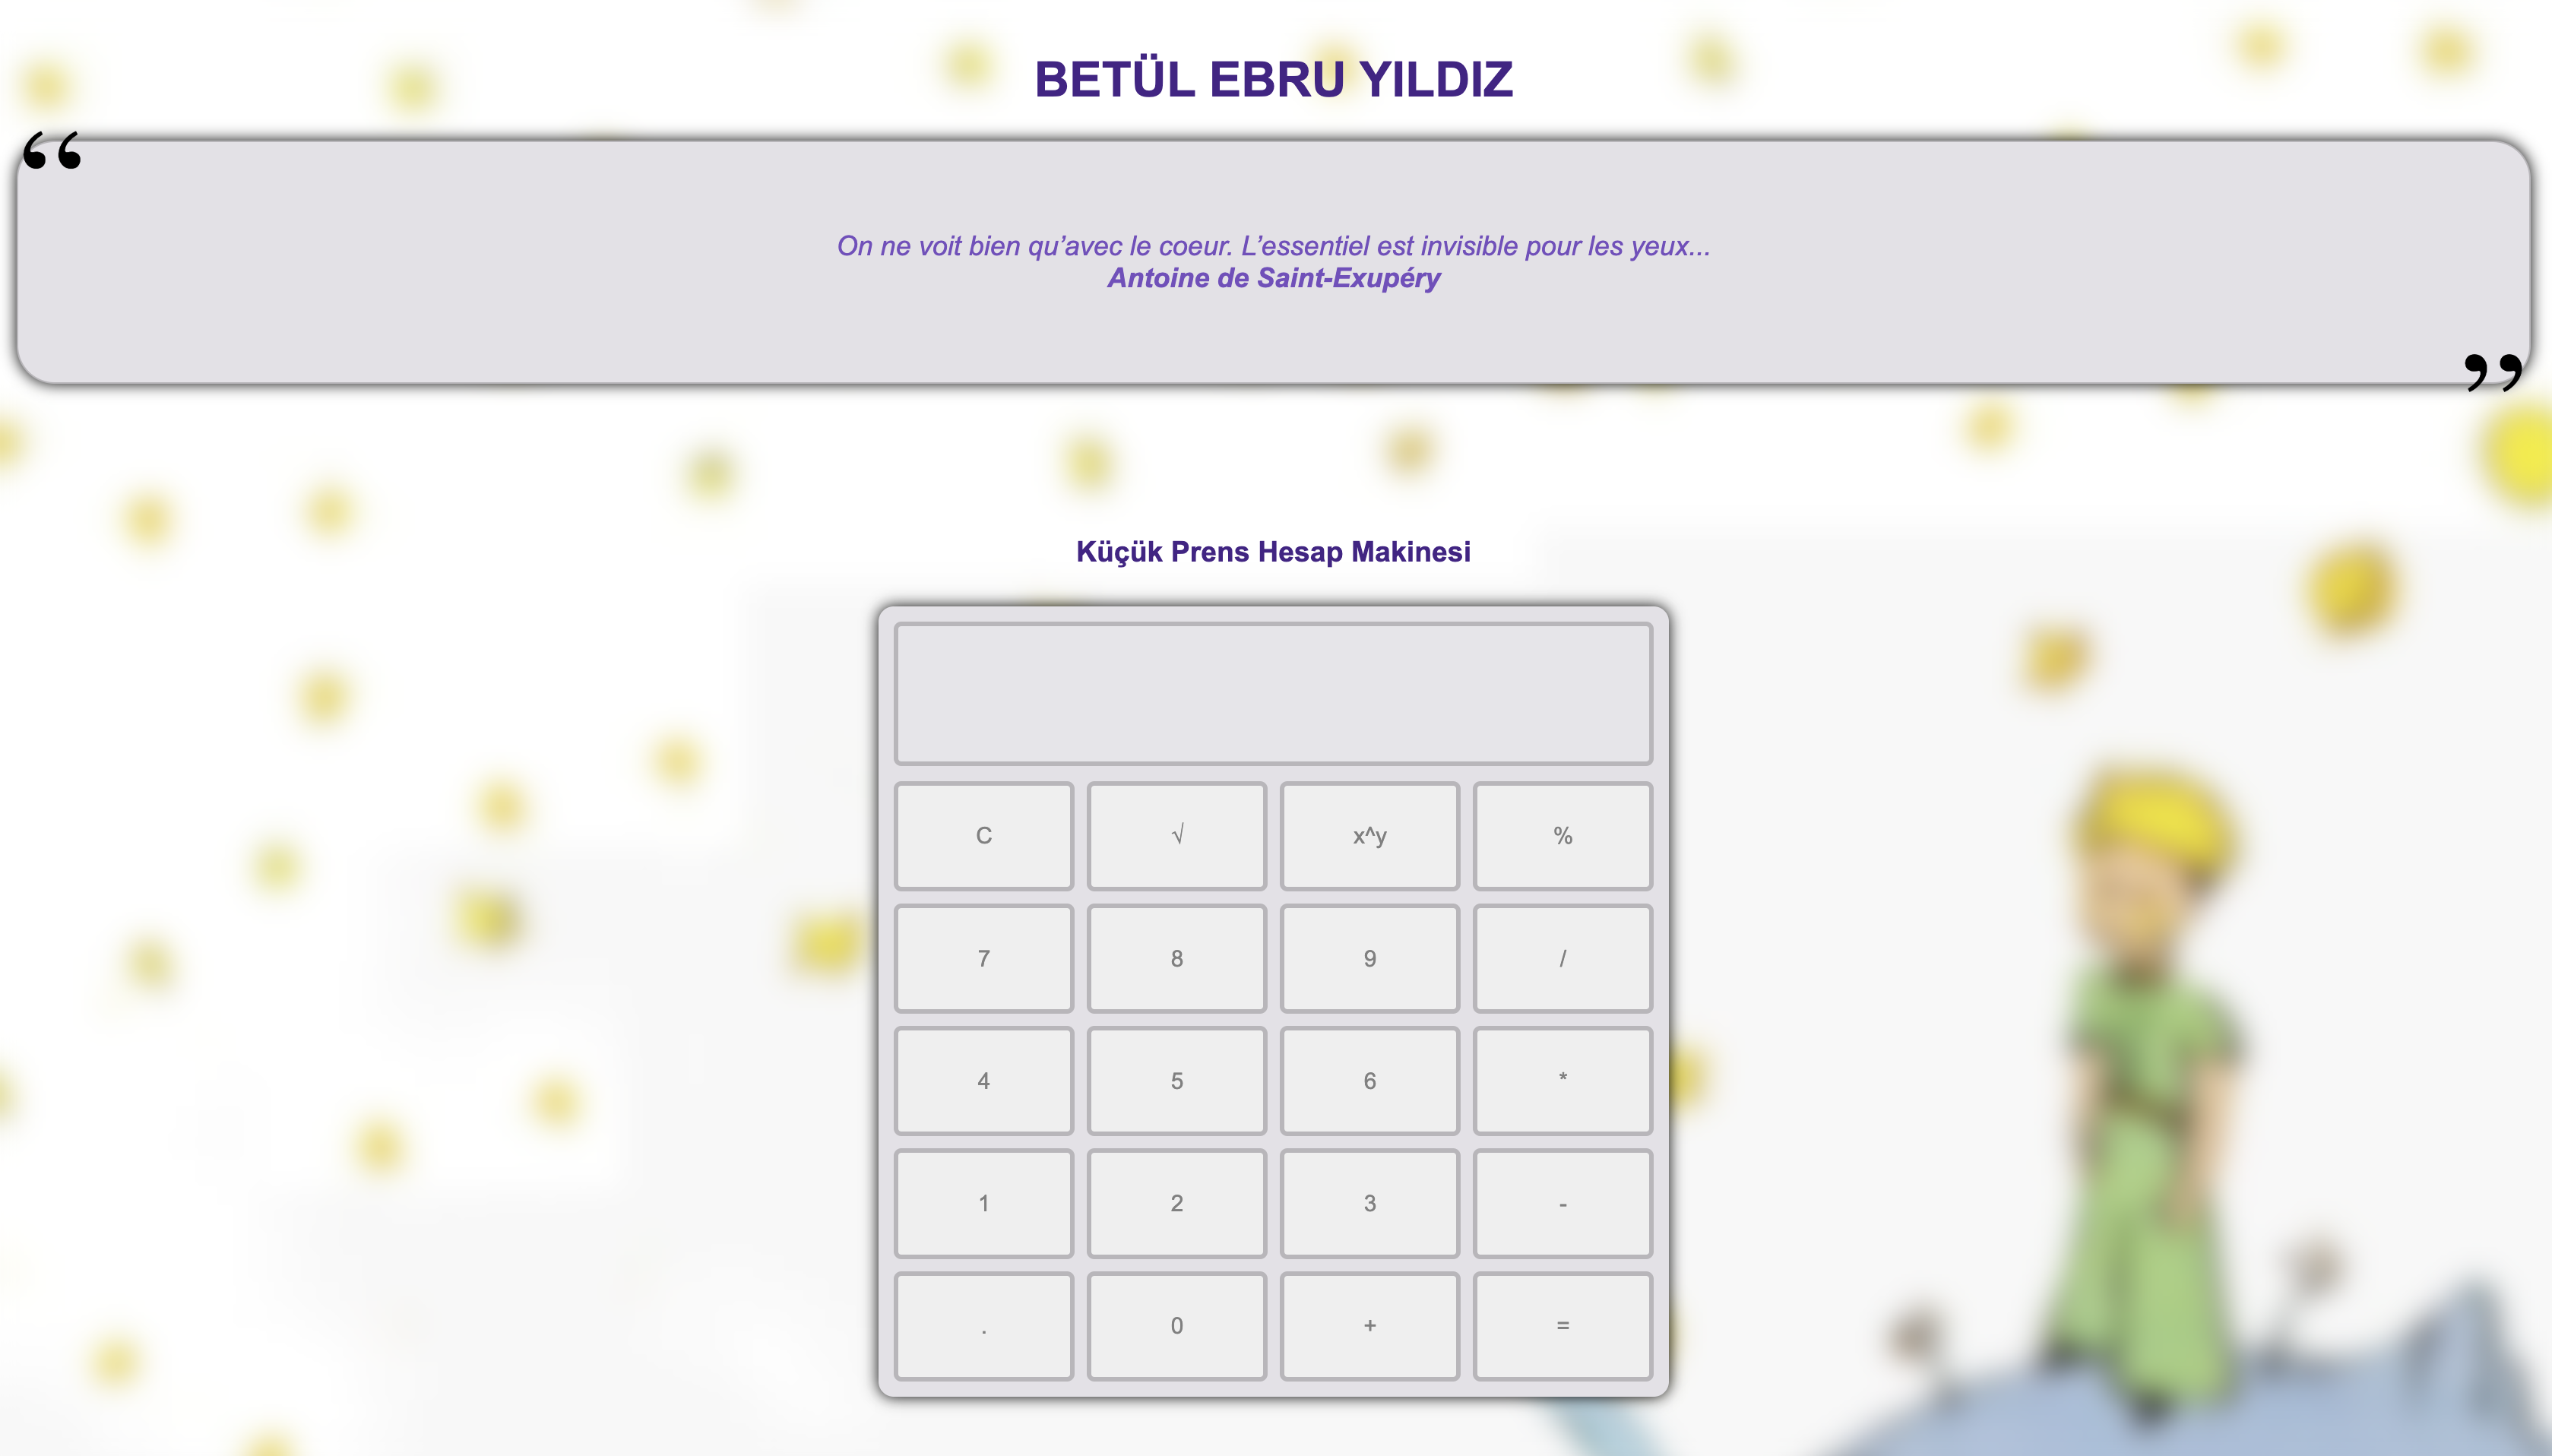 BETÜL EBRU YILDIZ
“
On ne voit bien qu’avec le coeur. L’essentiel est invisible pour les yeux...
Antoine de Saint-Exupéry
”
Küçük Prens Hesap Makinesi
C √ x^y %
7 8 9 /
4 5 6 *
1 2 3 -
. 0 + =